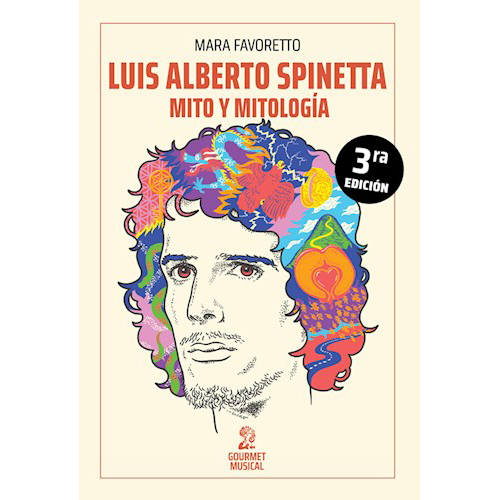 MARA FAVORETTO
LUIS ALBERTO SPINETTA
MITO Y MITOLOGÍA
3ra
EDICIÓN
GOURMET
MUSICAL